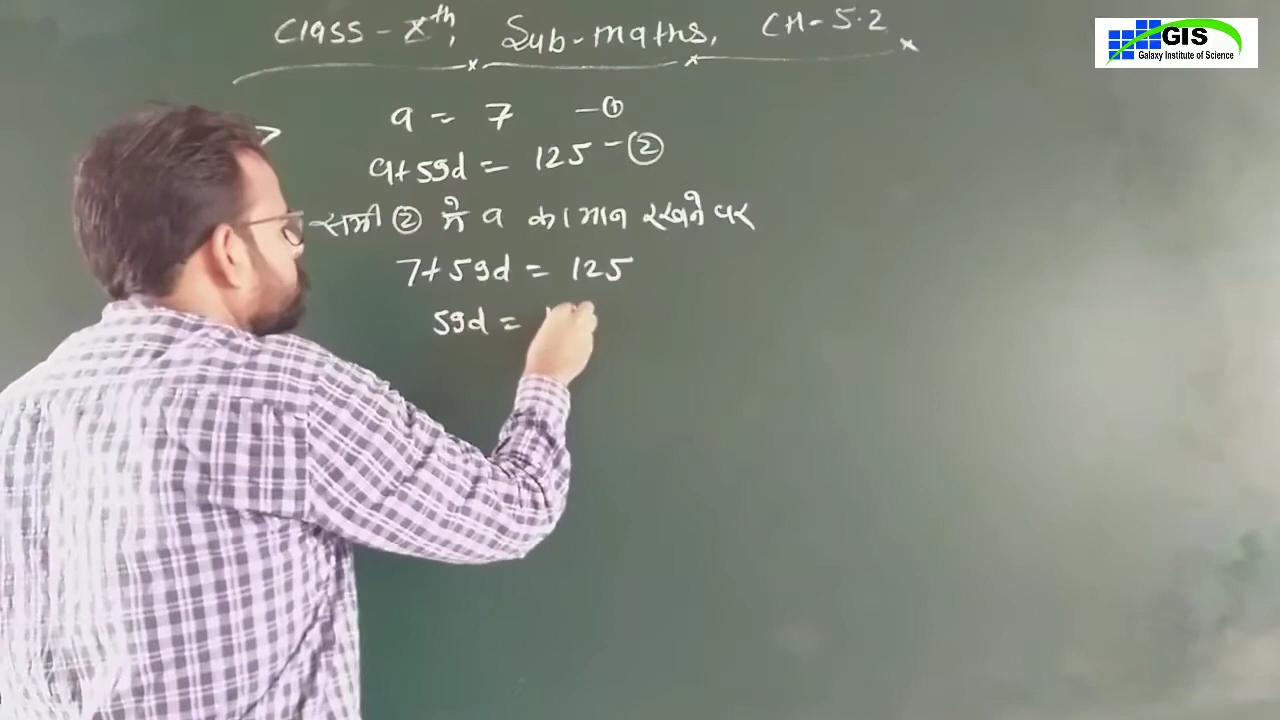 Class - Xth, Sub - maths, CH - 5.2
GIS
Galaxy Institute of Science
a = 7 - ①
a + 59d = 125 - ②
समी ② में a का मान रखने पर
7 + 59d = 125
59d = 1